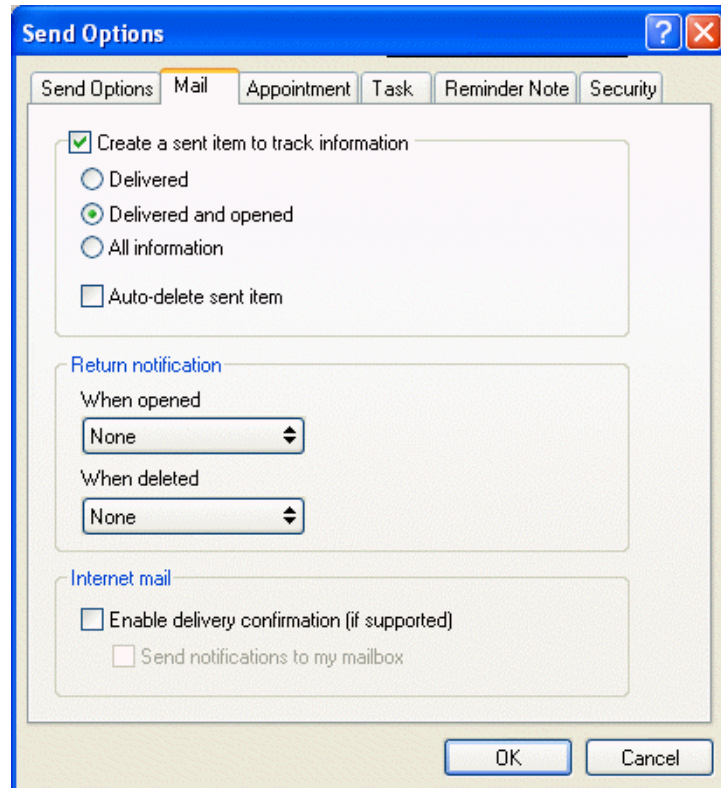 Send Options
Send Options Mail Appointment Task Reminder Note Security
Create a sent item to track information
Delivered
Delivered and opened
All information
Auto-delete sent item
Return notification
When opened
None
When deleted
None
Internet mail
Enable delivery confirmation (if supported)
Send notifications to my mailbox
OK Cancel